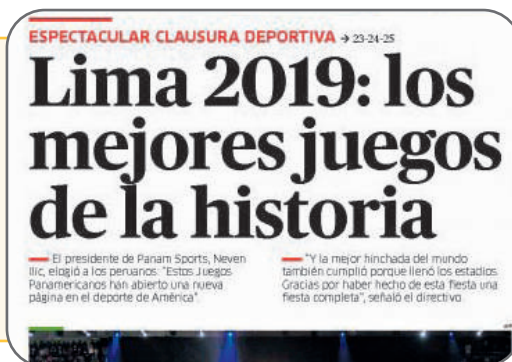 ESPECTACULAR CLAUSURA DEPORTIVA → 23-24-25
Lima 2019: los
mejores juegos
de la historia
El presidente de Panam Sports, Neven
Ilic, elogió a los peruanos. "Estos Juegos
Panamericanos han abierto una nueva
página en el deporte de América".
"Y la mejor hinchada del mundo
también cumplió porque llenó los estadios.
Gracias por haber hecho de esta fiesta una
fiesta completa", señaló el directivo.